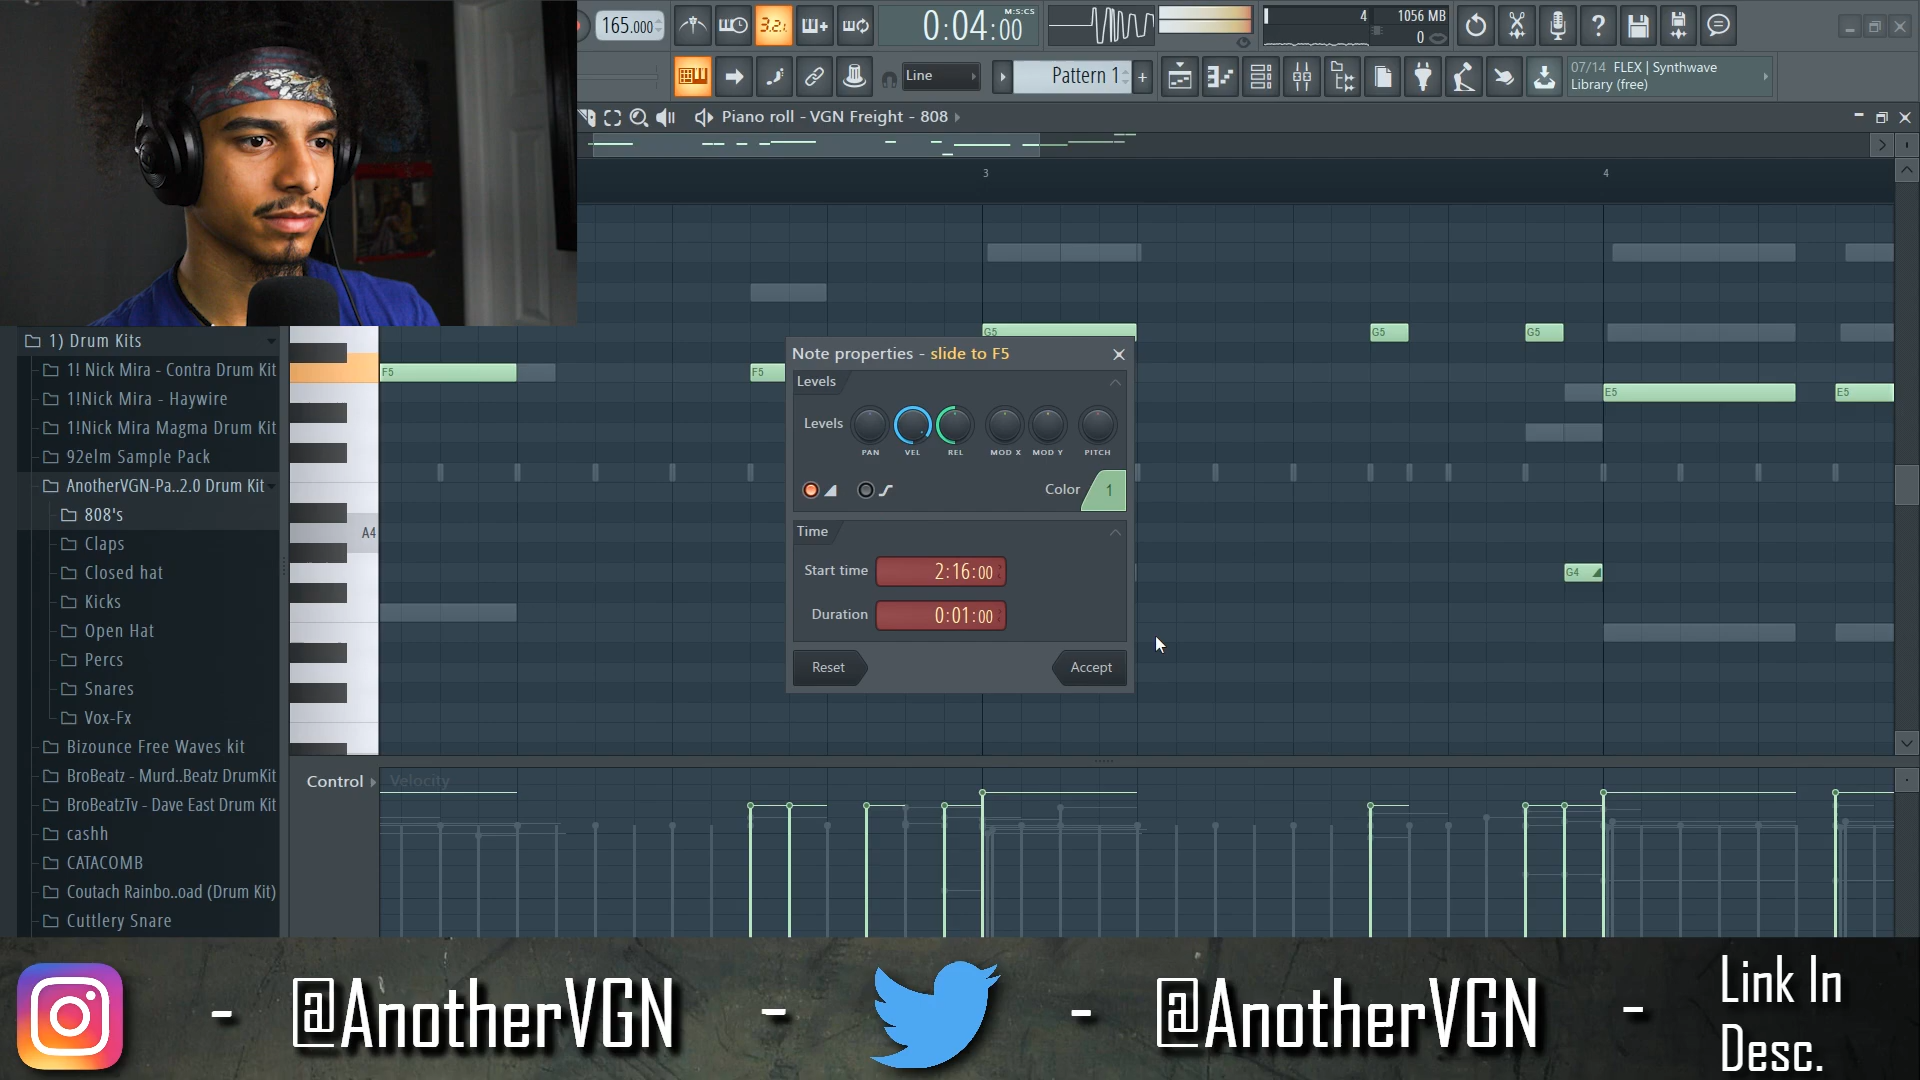 165.000
3.2.1
0:04:00
M:S:CS
4
1056 MB
0
Line
Pattern 1
+
07/14 FLEX | Synthwave
Library (free)
Piano roll - VGN Freight - 808
3
4
1) Drum Kits
1! Nick Mira - Contra Drum Kit
1!Nick Mira - Haywire
1!Nick Mira Magma Drum Kit
92elm Sample Pack
AnotherVGN-Pa..2.0 Drum Kit
808's
Claps
Closed hat
Kicks
Open Hat
Percs
Snares
Vox-Fx
Bizounce Free Waves kit
BroBeatz - Murd..Beatz DrumKit
BroBeatzTv - Dave East Drum Kit
cashh
CATACOMB
Coutach Rainbo..oad (Drum Kit)
Cuttlery Snare
A4
F5
F5
G5
G5
G5
E5
E5
G4
Note properties - slide to F5
Levels
Levels
PAN
VEL
REL
MOD X
MOD Y
PITCH
Color
1
Time
Start time
2:16:00
Duration
0:01:00
Reset
Accept
Control
Velocity
- @AnotherVGN - - @AnotherVGN -
Link In
Desc.